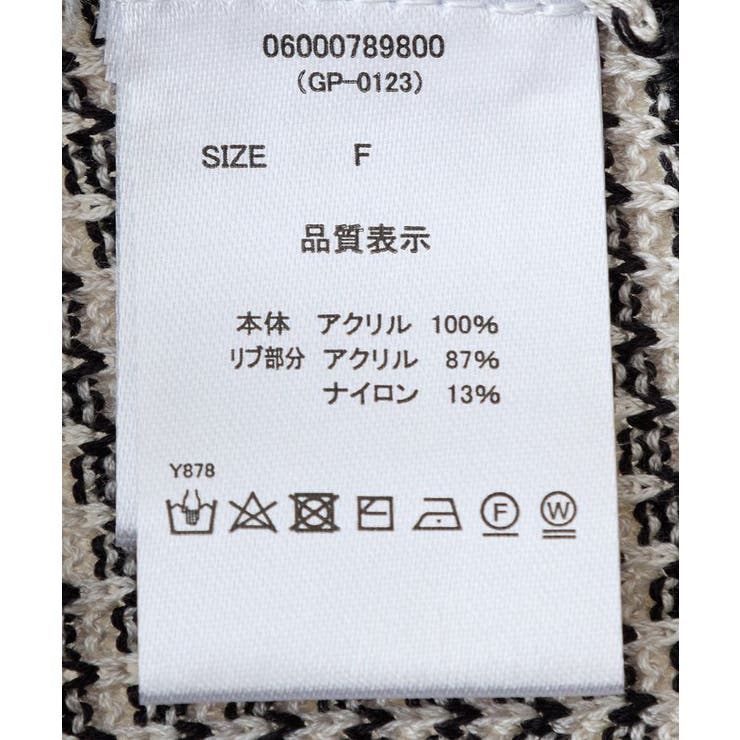 06000789800
(GP-0123)
SIZE F
品質表示
本体 アクリル 100%
リブ部分 アクリル 87%
ナイロン 13%
Y878
F W